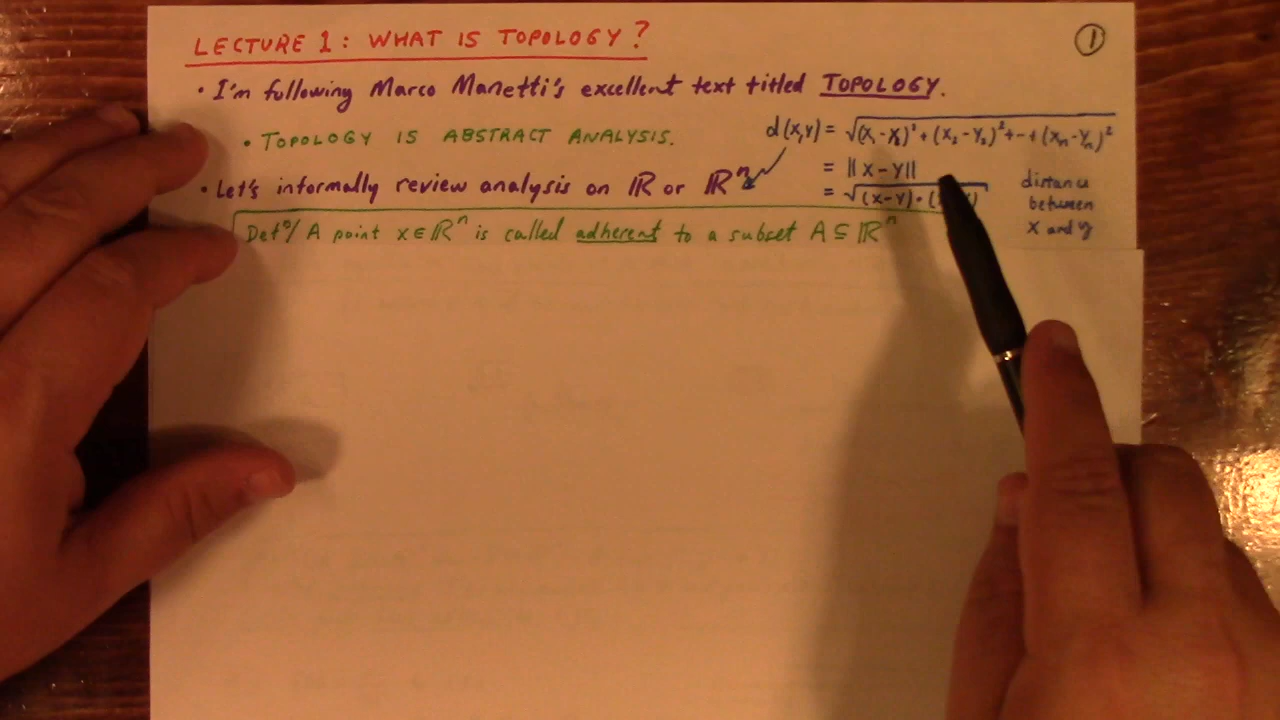 LECTURE 1: WHAT IS TOPOLOGY?
①
• I'm following Marco Manetti's excellent text titled TOPOLOGY.
• TOPOLOGY IS ABSTRACT ANALYSIS.
d(x,y) = √(x₁-y₁)²+(x₂-y₂)²+--+(xₙ-yₙ)²
= ||x-y||
• Let's informally review analysis on ℝ or ℝⁿ
= √(x-y)•(
distance
between
x and y
Defⁿ/ A point x∈ℝⁿ is called adherent to a subset A⊆ℝⁿ